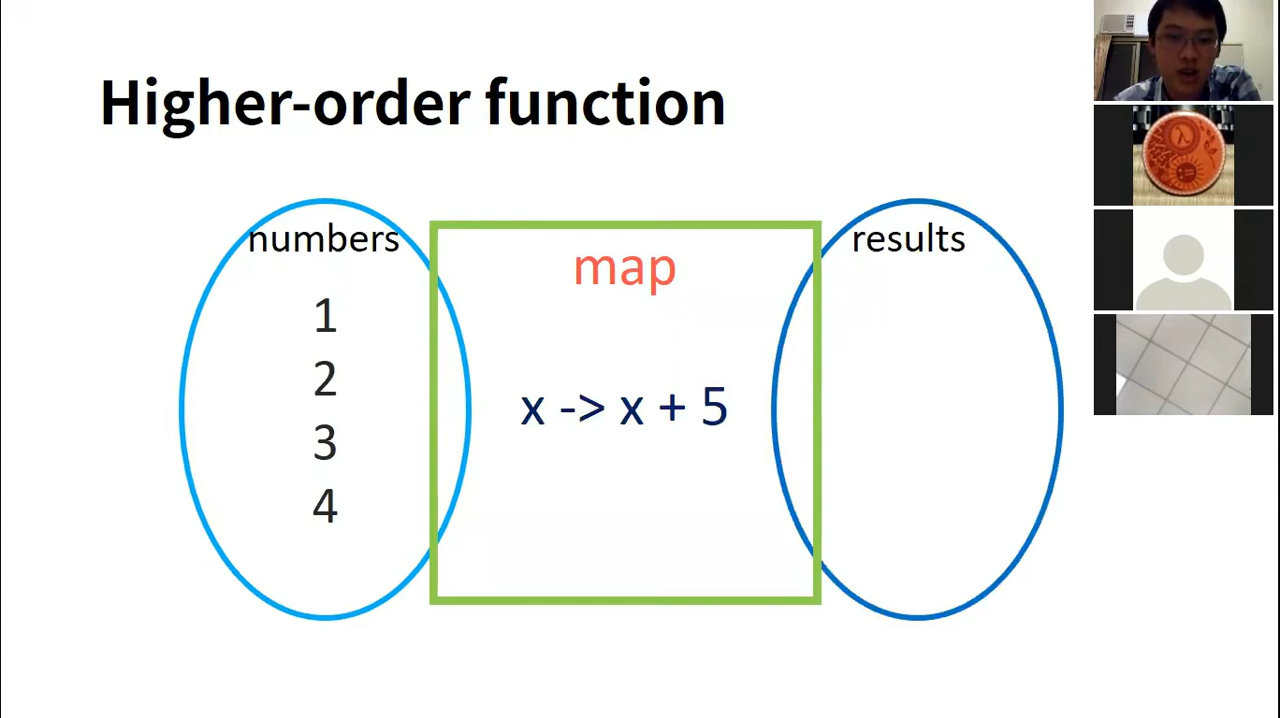 Higher-order function
numbers
1
2
3
4
map
x -> x + 5
results
λ